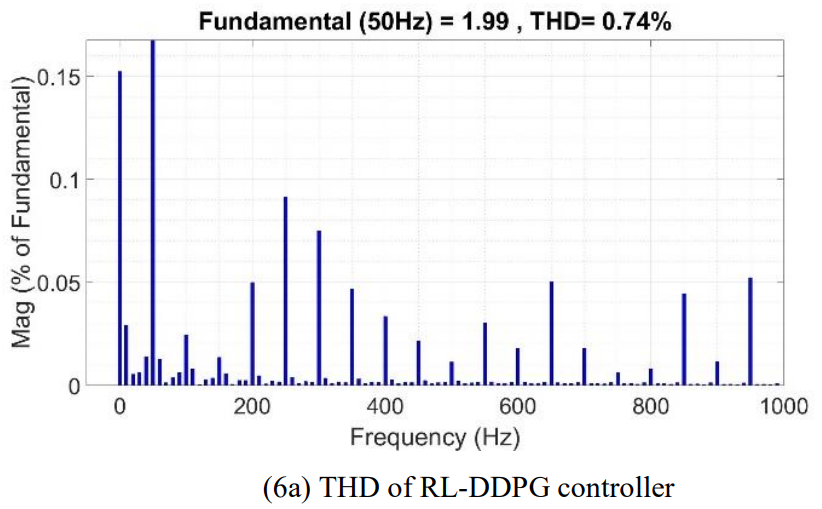 Fundamental (50Hz) = 1.99 , THD= 0.74%
Mag (% of Fundamental)
0.15
0.1
0.05
0
0 200 400 600 800 1000
Frequency (Hz)
(6a) THD of RL-DDPG controller